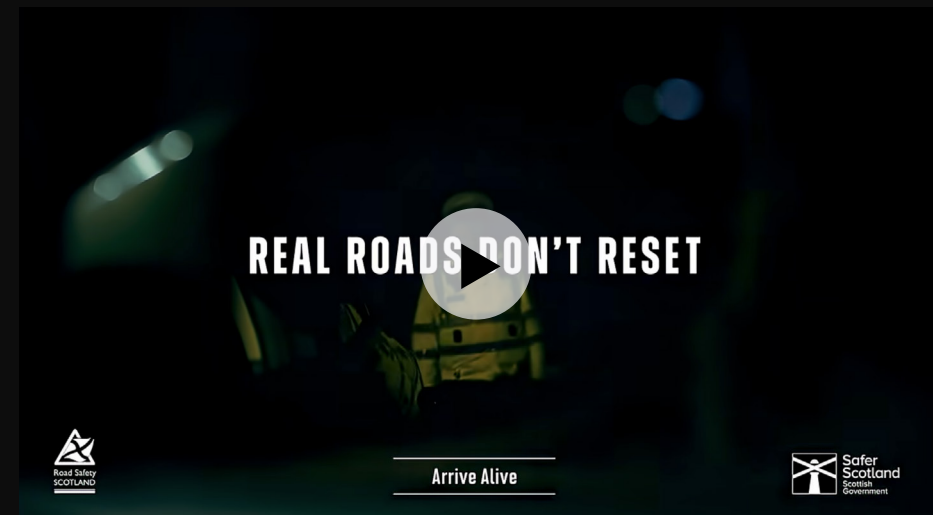 REAL ROADS DON'T RESET
Road Safety
SCOTLAND
Arrive Alive
Safer
Scotland
Scottish
Government